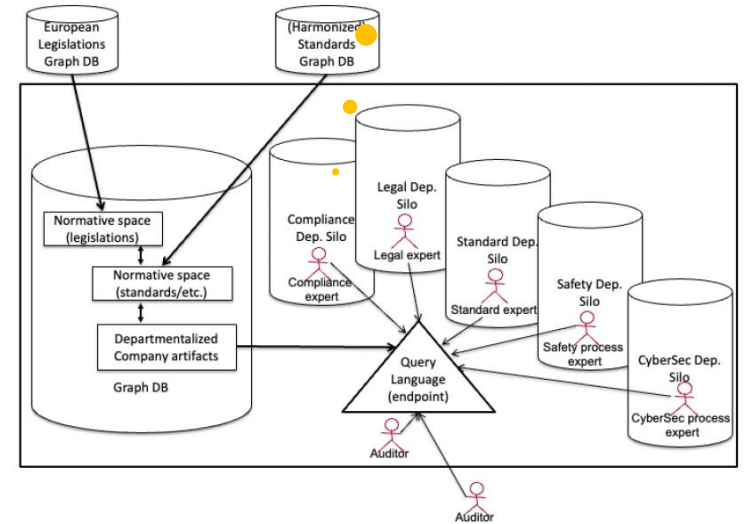 European
Legislations
Graph DB
(Harmonized)
Standards
Graph DB
Normative space
(legislations)
Normative space
(standards/etc.)
Departmentalized
Company artifacts
Graph DB
Compliance
Dep. Silo
Compliance
expert
Legal Dep.
Silo
Legal expert
Standard Dep.
Silo
Standard expert
Safety Dep.
Silo
Safety process
expert
CyberSec Dep.
Silo
CyberSec process
expert
Query
Language
(endpoint)
Auditor
Auditor